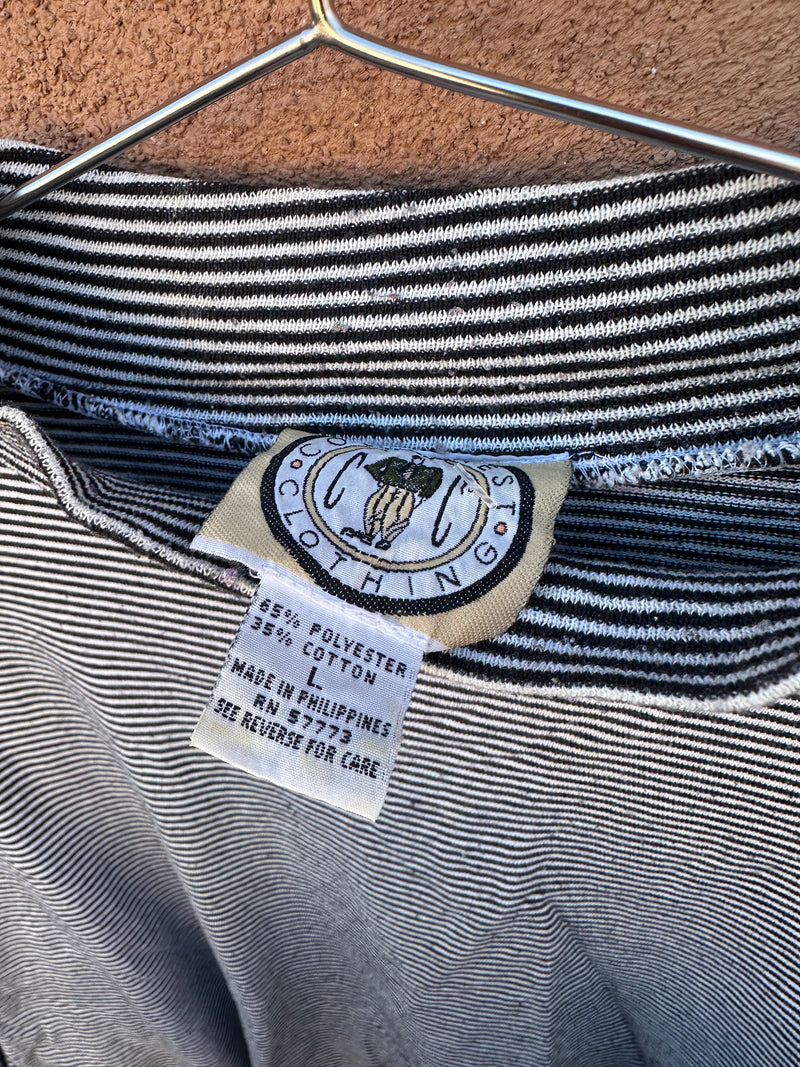 CLOTHING
65% POLYESTER
35% COTTON
L
MADE IN PHILIPPINES
RN 57773
SEE REVERSE FOR CARE